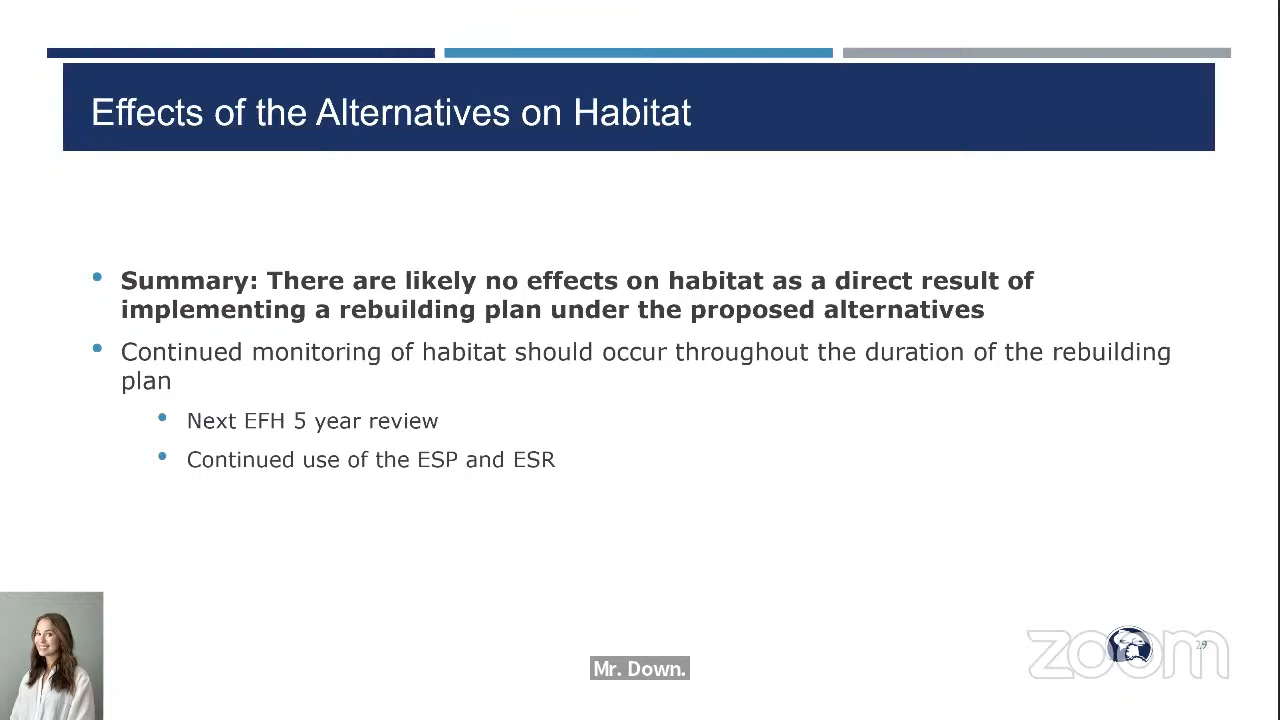 Effects of the Alternatives on Habitat
Summary: There are likely no effects on habitat as a direct result of
implementing a rebuilding plan under the proposed alternatives
Continued monitoring of habitat should occur throughout the duration of the rebuilding
plan
Next EFH 5 year review
Continued use of the ESP and ESR
Mr. Down.
zoom
29